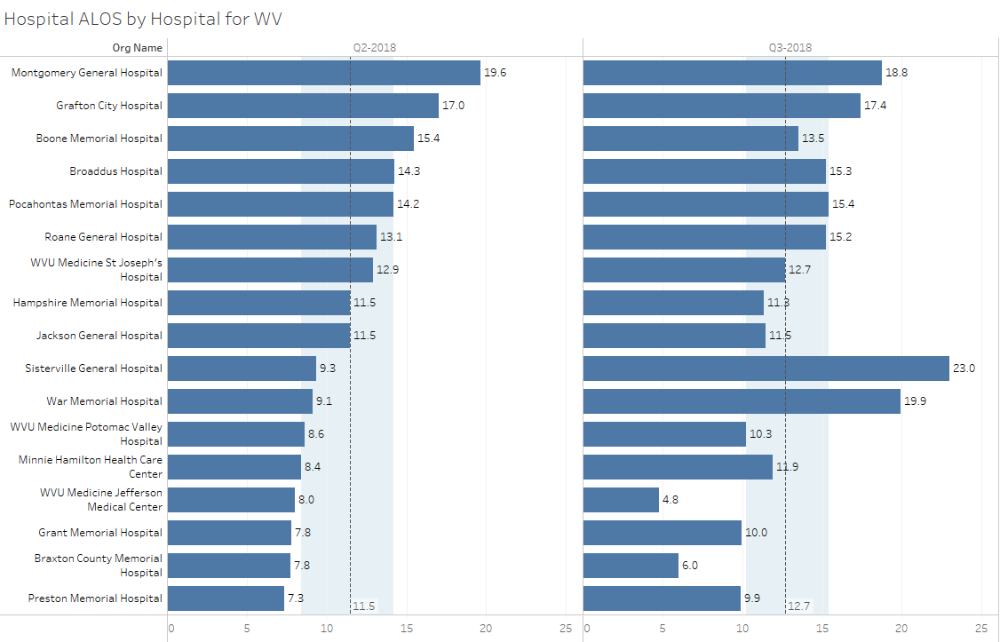 Hospital ALOS by Hospital for WV
Org Name Q2-2018 Q3-2018
Montgomery General Hospital 19.6 18.8
Grafton City Hospital 17.0 17.4
Boone Memorial Hospital 15.4 13.5
Broaddus Hospital 14.3 15.3
Pocahontas Memorial Hospital 14.2 15.4
Roane General Hospital 13.1 15.2
WVU Medicine St Joseph's
Hospital 12.9 12.7
Hampshire Memorial Hospital 11.5 11.3
Jackson General Hospital 11.5 11.5
Sisterville General Hospital 9.3 23.0
War Memorial Hospital 9.1 19.9
WVU Medicine Potomac Valley
Hospital 8.6 10.3
Minnie Hamilton Health Care
Center 8.4 11.9
WVU Medicine Jefferson
Medical Center 8.0 4.8
Grant Memorial Hospital 7.8 10.0
Braxton County Memorial
Hospital 7.8 6.0
Preston Memorial Hospital 7.3 9.9
11.5 12.7
0 5 10 15 20 25 0 5 10 15 20 25